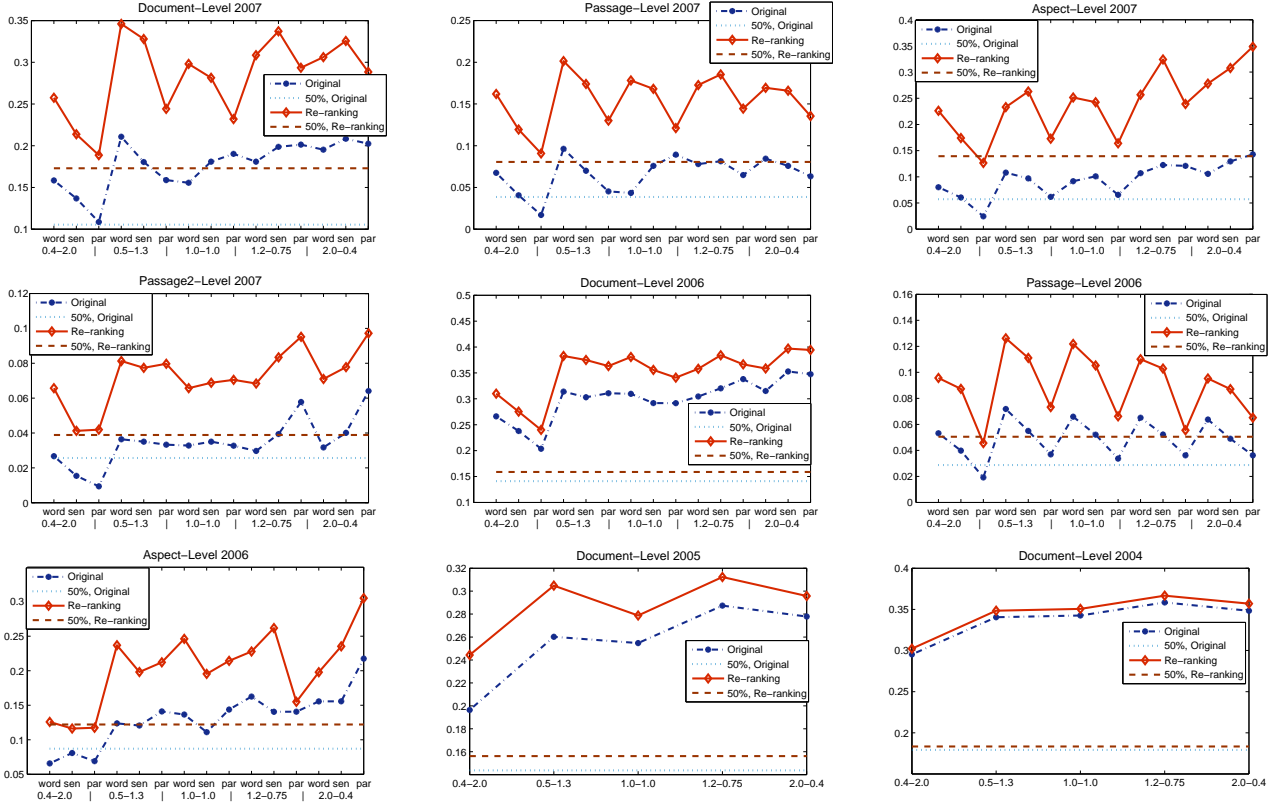 Document−Level 2007
0.35
0.3
0.25
0.2
0.15
0.1
Original
50%, Original
Re−ranking
50%, Re−ranking
word sen par word sen par word sen par word sen par word sen par
0.4−2.0 | 0.5−1.3 | 1.0−1.0 | 1.2−0.75 | 2.0−0.4
Passage−Level 2007
0.2
0.15
0.1
0.05
0
Original
50%, Original
Re−ranking
50%, Re−ranking
word sen par word sen par word sen par word sen par word sen par
0.4−2.0 | 0.5−1.3 | 1.0−1.0 | 1.2−0.75 | 2.0−0.4
Aspect−Level 2007
0.4
0.35
0.3
0.25
0.2
0.15
0.1
0.05
0
Original
50%, Original
Re−ranking
50%, Re−ranking
word sen par word sen par word sen par word sen par word sen par
0.4−2.0 | 0.5−1.3 | 1.0−1.0 | 1.2−0.75 | 2.0−0.4
Passage2−Level 2007
0.12
0.1
0.08
0.06
0.04
0.02
0
Original
50%, Original
Re−ranking
50%, Re−ranking
word sen par word sen par word sen par word sen par word sen par
0.4−2.0 | 0.5−1.3 | 1.0−1.0 | 1.2−0.75 | 2.0−0.4
Document−Level 2006
0.5
0.45
0.4
0.35
0.3
0.25
0.2
0.15
0.1
Original
50%, Original
Re−ranking
50%, Re−ranking
word sen par word sen par word sen par word sen par word sen par
0.4−2.0 | 0.5−1.3 | 1.0−1.0 | 1.2−0.75 | 2.0−0.4
Passage−Level 2006
0.16
0.14
0.12
0.1
0.08
0.06
0.04
0.02
0
Original
50%, Original
Re−ranking
50%, Re−ranking
word sen par word sen par word sen par word sen par word sen par
0.4−2.0 | 0.5−1.3 | 1.0−1.0 | 1.2−0.75 | 2.0−0.4
Aspect−Level 2006
0.3
0.25
0.2
0.15
0.1
0.05
Original
50%, Original
Re−ranking
50%, Re−ranking
word sen par word sen par word sen par word sen par word sen par
0.4−2.0 | 0.5−1.3 | 1.0−1.0 | 1.2−0.75 | 2.0−0.4
Document−Level 2005
0.32
0.3
0.28
0.26
0.24
0.22
0.2
0.18
0.16
Original
50%, Original
Re−ranking
50%, Re−ranking
0.4−2.0 0.5−1.3 1.0−1.0 1.2−0.75 2.0−0.4
Document−Level 2004
0.4
0.35
0.3
0.25
0.2
Original
50%, Original
Re−ranking
50%, Re−ranking
0.4−2.0 0.5−1.3 1.0−1.0 1.2−0.75 2.0−0.4